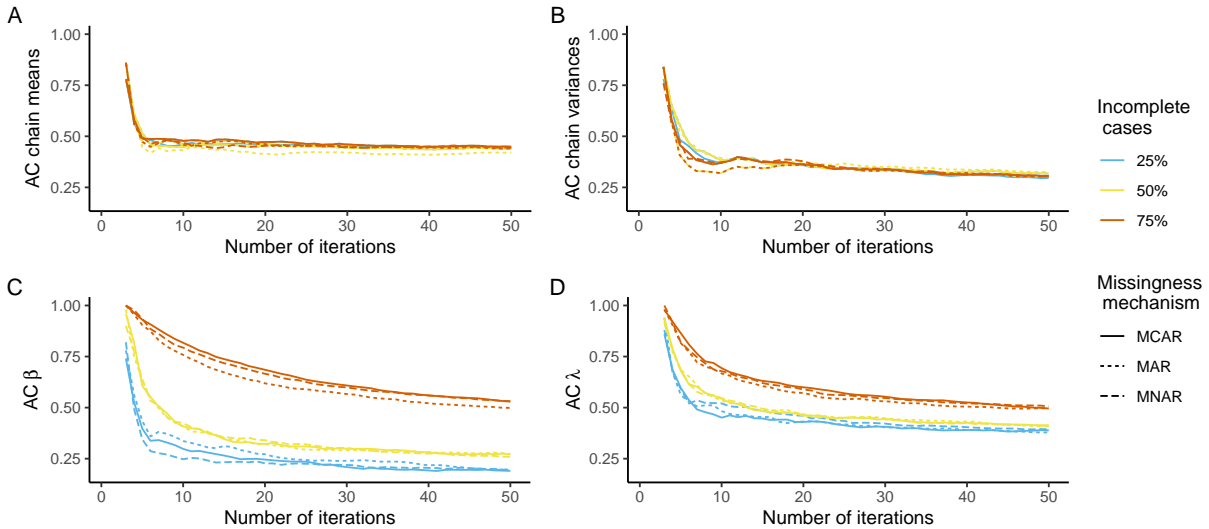 A
AC chain means
1.00
0.75
0.50
0.25
0 10 20 30 40 50
Number of iterations
B
AC chain variances
1.00
0.75
0.50
0.25
0 10 20 30 40 50
Number of iterations
C
AC β
1.00
0.75
0.50
0.25
0 10 20 30 40 50
Number of iterations
D
AC λ
1.00
0.75
0.50
0.25
0 10 20 30 40 50
Number of iterations
Incomplete
cases
25%
50%
75%
Missingness
mechanism
MCAR
MAR
MNAR